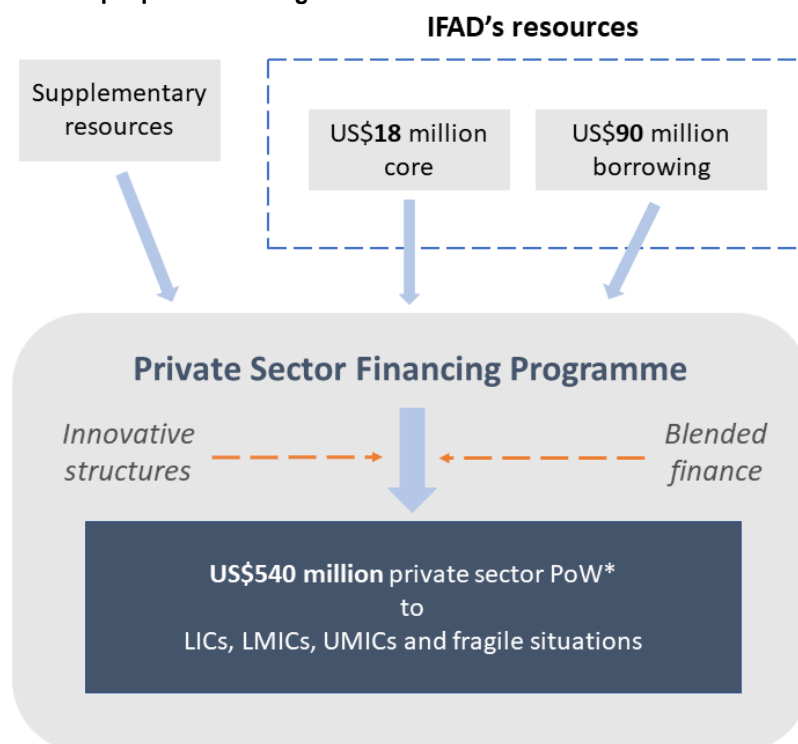 IFAD's resources
Supplementary
resources
US$18 million
core
US$90 million
borrowing
Private Sector Financing Programme
Innovative
structures
Blended
finance
US$540 million private sector PoW*
to
LICs, LMICs, UMICs and fragile situations